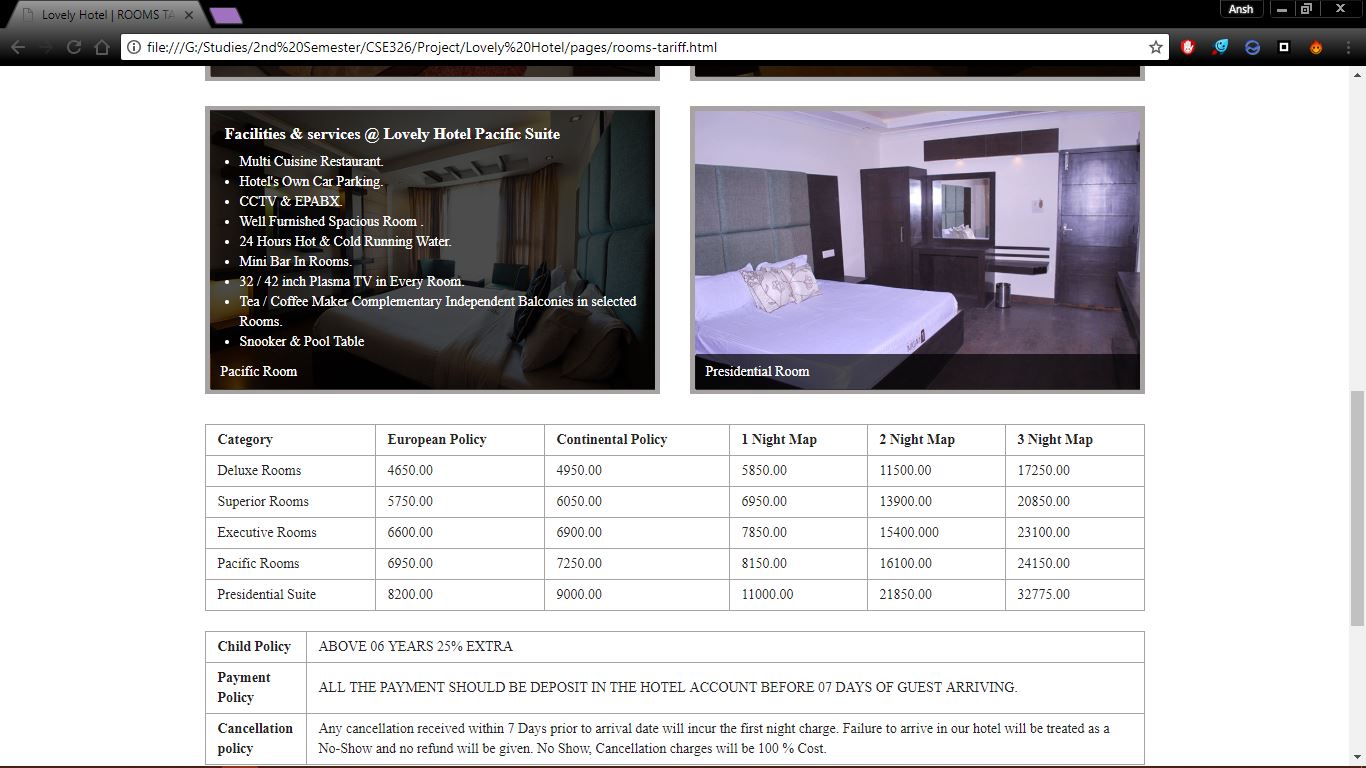 Lovely Hotel | ROOMS TA
Ansh
file:///G:/Studies/2nd%20Semester/CSE326/Project/Lovely%20Hotel/pages/rooms-tariff.html
Facilities & services @ Lovely Hotel Pacific Suite
Multi Cuisine Restaurant.
Hotel's Own Car Parking.
CCTV & EPABX.
Well Furnished Spacious Room .
24 Hours Hot & Cold Running Water.
Mini Bar In Rooms.
32 / 42 inch Plasma TV in Every Room.
Tea / Coffee Maker Complementary Independent Balconies in selected
Rooms.
Snooker & Pool Table
Pacific Room
Presidential Room
Category European Policy Continental Policy 1 Night Map 2 Night Map 3 Night Map
Deluxe Rooms 4650.00 4950.00 5850.00 11500.00 17250.00
Superior Rooms 5750.00 6050.00 6950.00 13900.00 20850.00
Executive Rooms 6600.00 6900.00 7850.00 15400.000 23100.00
Pacific Rooms 6950.00 7250.00 8150.00 16100.00 24150.00
Presidential Suite 8200.00 9000.00 11000.00 21850.00 32775.00
Child Policy ABOVE 06 YEARS 25% EXTRA
Payment
Policy
ALL THE PAYMENT SHOULD BE DEPOSIT IN THE HOTEL ACCOUNT BEFORE 07 DAYS OF GUEST ARRIVING.
Cancellation
policy
Any cancellation received within 7 Days prior to arrival date will incur the first night charge. Failure to arrive in our hotel will be treated as a
No-Show and no refund will be given. No Show, Cancellation charges will be 100 % Cost.